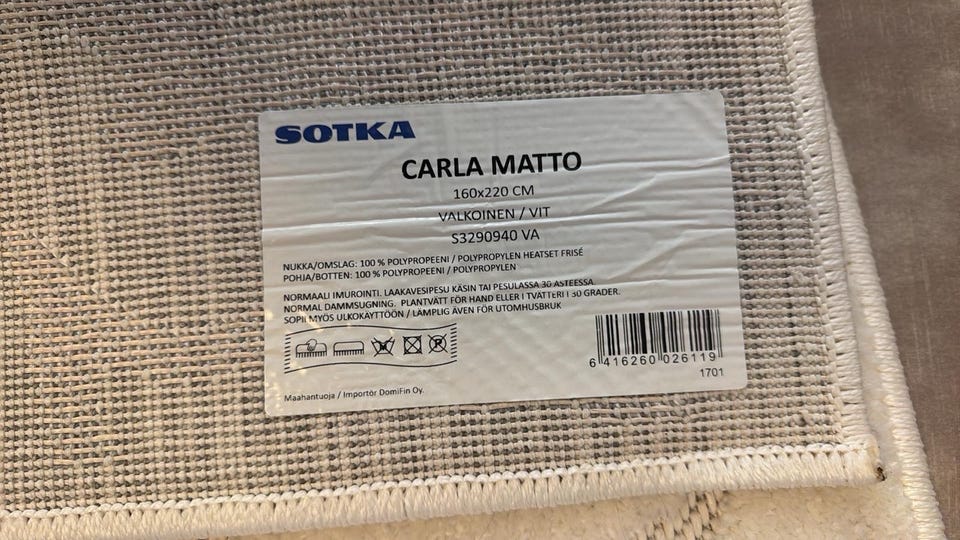 SOTKA
CARLA MATTO
160x220 CM
VALKOINEN / VIT
S3290940 VA
NUKKA/OMSLAG: 100 % POLYPROPEENI / POLYPROPYLEN HEATSET FRISÉ
POHJA/BOTTEN: 100 % POLYPROPEENI / POLYPROPYLEN
NORMAALI IMUROINTI. LAAKAVESIPESU KÄSIN TAI PESULASSA 30 ASTEESSA.
NORMAL DAMMSUGNING. PLANTVÄTT FÖR HAND ELLER I TVÄTTERI I 30 GRADER.
SOPII MYÖS ULKOKÄYTTÖÖN / LÄMPLIG ÄVEN FÖR UTOMHUSBRUK
P
6 416260 026119
1701
Maahantuoja / Importör DomiFin Oy.